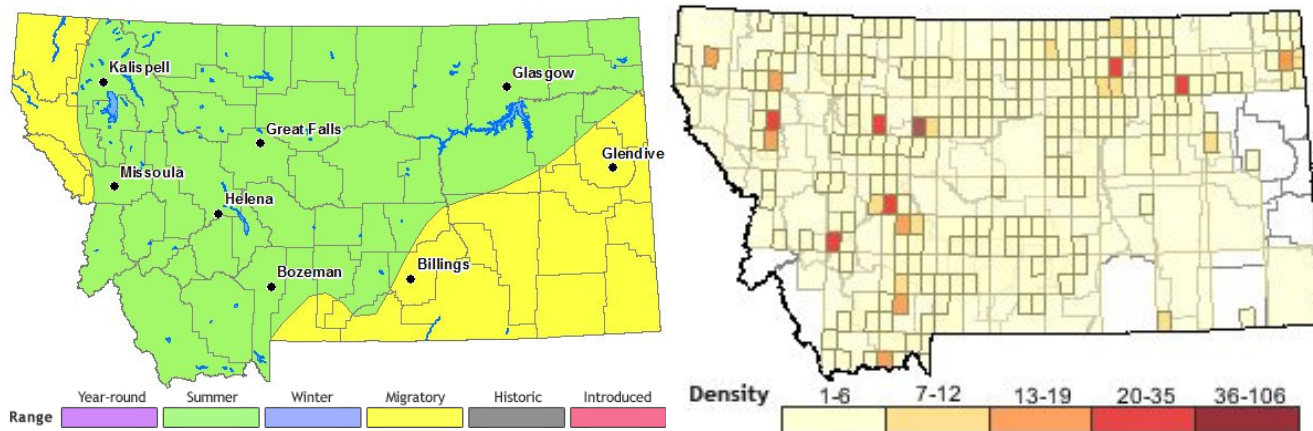 Kalispell
Glasgow
Great Falls
Glendive
Missoula
Helena
Bozeman
Billings
Range Year-round Summer Winter Migratory Historic Introduced
Density 1-6 7-12 13-19 20-35 36-106